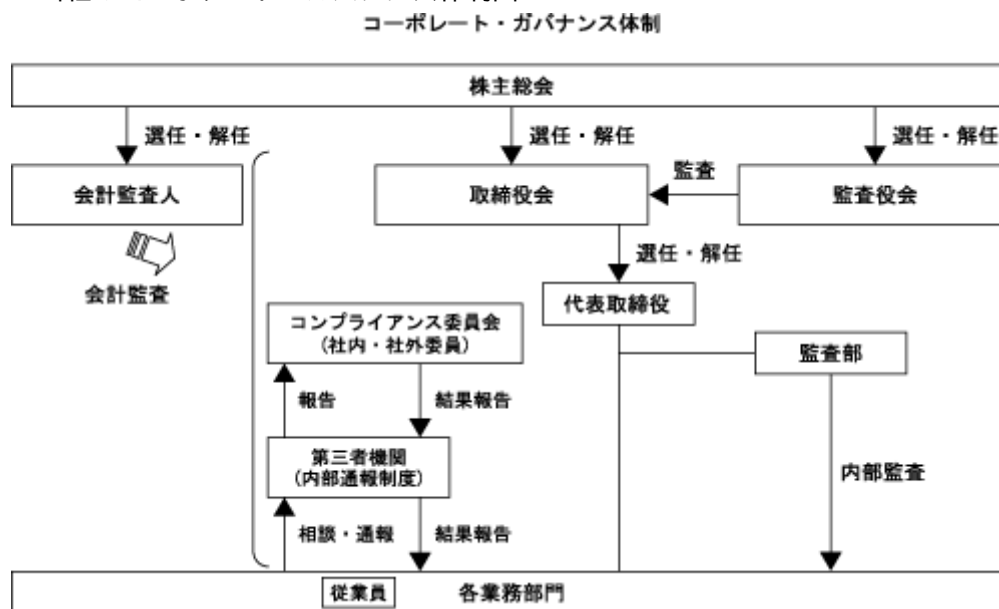 コーポレート・ガバナンス体制
株主総会
選任・解任
選任・解任
選任・解任
会計監査人
取締役会
監査
監査役会
会計監査
選任・解任
代表取締役
コンプライアンス委員会
(社内・社外委員)
監査部
報告
結果報告
第三者機関
(内部通報制度)
内部監査
相談・通報
結果報告
従業員
各業務部門